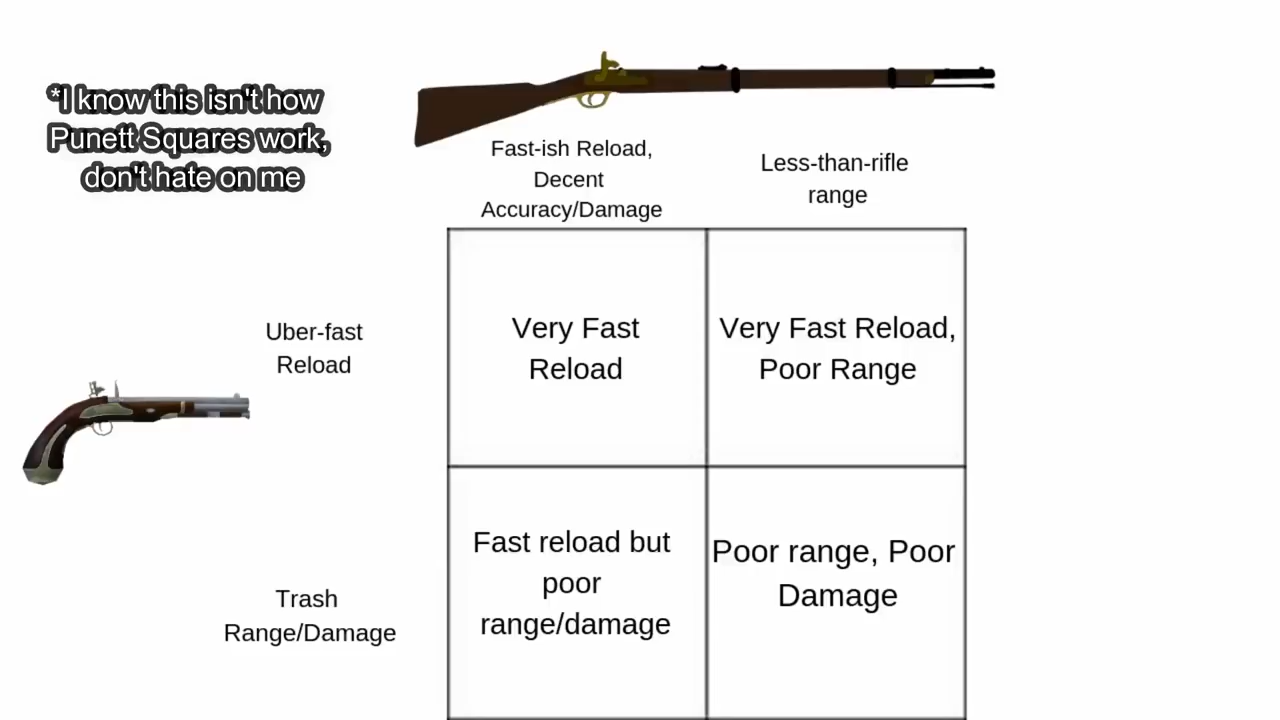 *I know this isn't how
Punett Squares work,
don't hate on me
Fast-ish Reload,
Decent
Accuracy/Damage
Less-than-rifle
range
Uber-fast
Reload
Very Fast
Reload
Very Fast Reload,
Poor Range
Trash
Range/Damage
Fast reload but
poor
range/damage
Poor range, Poor
Damage